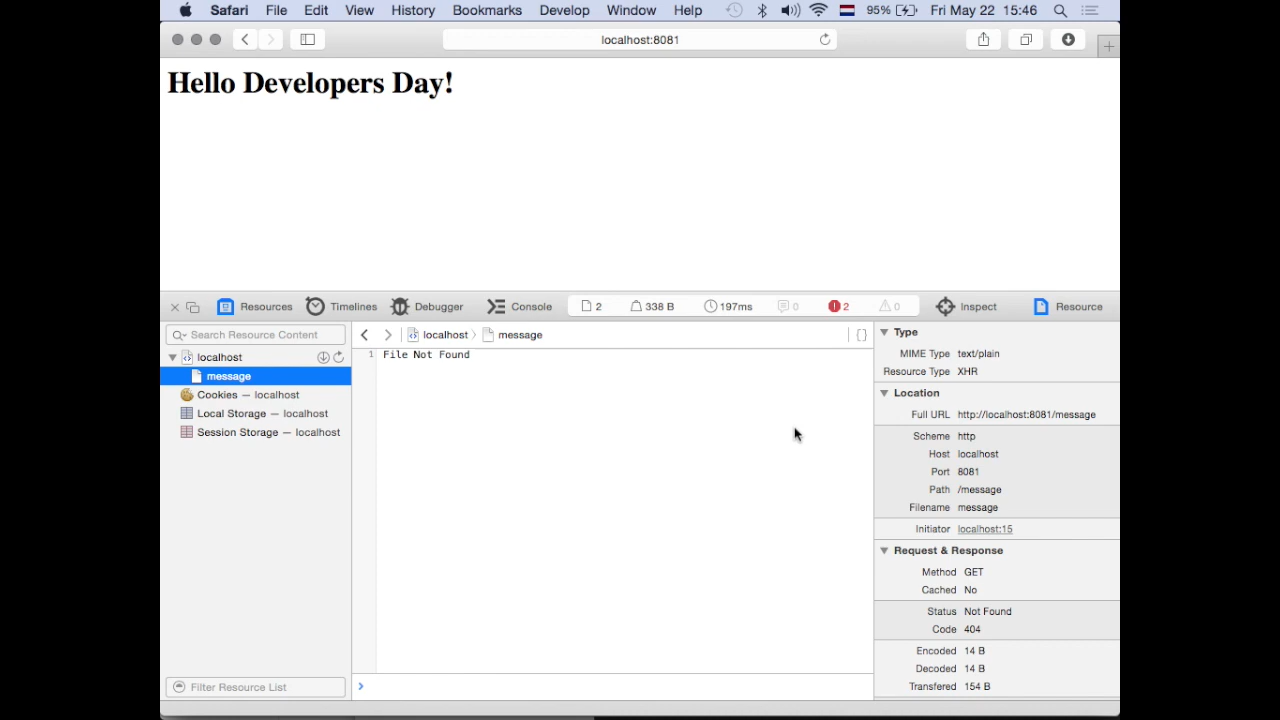 Safari File Edit View History Bookmarks Develop Window Help 95% Fri May 22 15:46
localhost:8081
Hello Developers Day!
Resources Timelines Debugger Console 2 338 B 197ms 0 2 0 Inspect Resource
Search Resource Content
localhost
message
Cookies — localhost
Local Storage — localhost
Session Storage — localhost
Filter Resource List
localhost message {}
1 File Not Found
Type
MIME Type text/plain
Resource Type XHR
Location
Full URL http://localhost:8081/message
Scheme http
Host localhost
Port 8081
Path /message
Filename message
Initiator localhost:15
Request & Response
Method GET
Cached No
Status Not Found
Code 404
Encoded 14 B
Decoded 14 B
Transfered 154 B